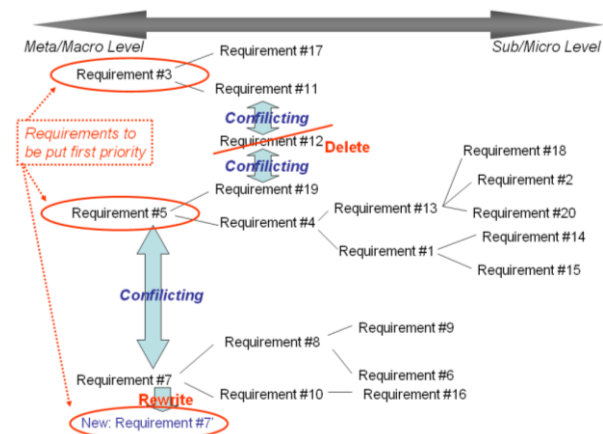 Meta/Macro Level
Sub/Micro Level
Requirement #17
Requirement #3
Requirement #11
Confilicting
Requirements to
be put first priority
Requirement #12
Delete
Confilicting
Requirement #18
Requirement #2
Requirement #19
Requirement #13
Requirement #20
Requirement #5
Requirement #4
Requirement #14
Requirement #1
Requirement #15
Confilicting
Requirement #9
Requirement #8
Requirement #6
Requirement #7
Requirement #10
Requirement #16
Rewrite
New: Requirement #7'